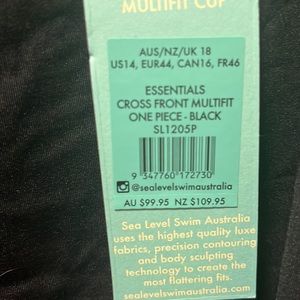 MULTIFIT CUP
AUS/NZ/UK 18
US14, EUR44, CAN16, FR46
ESSENTIALS
CROSS FRONT MULTIFIT
ONE PIECE - BLACK
SL1205P
9 347760 172730 >
@sealevelswimaustralia
AU $99.95 NZ $109.95
Sea Level Swim Australia
uses the highest quality luxe
fabrics, precision contouring
and body sculpting
technology to create the
most flattering fits.
sealevelswimaustralia.com